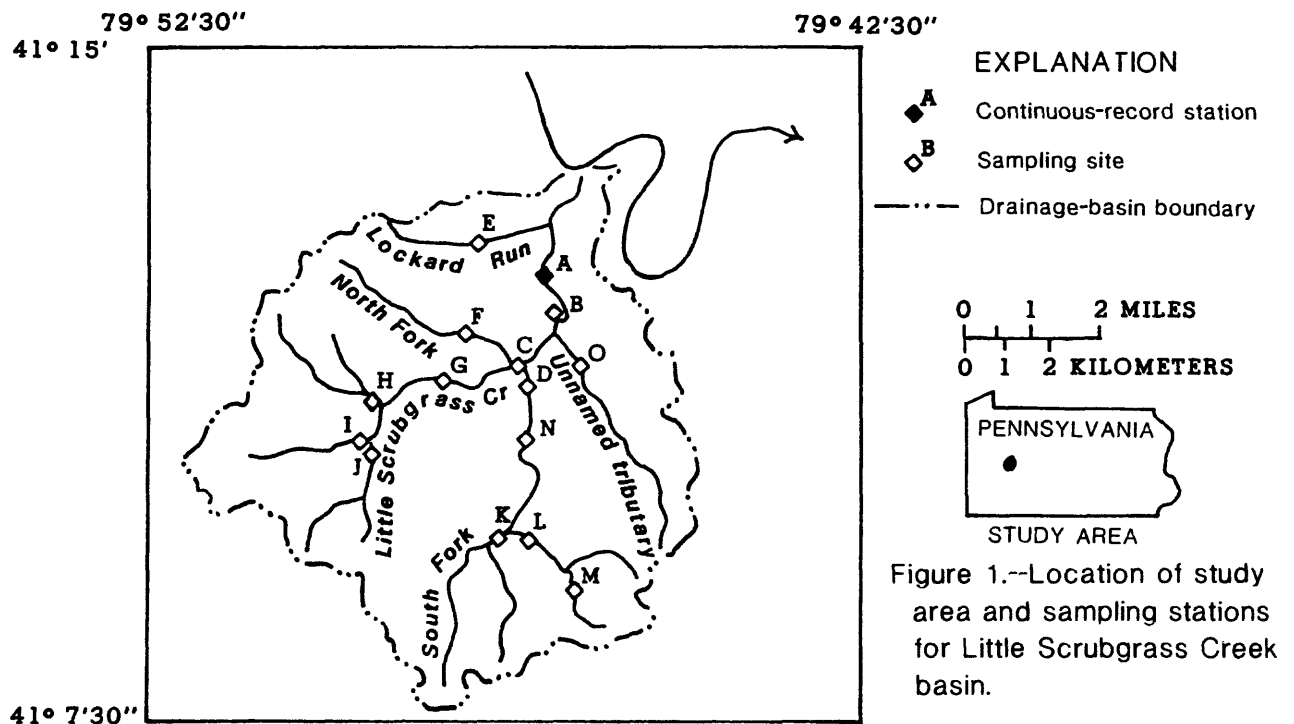 79° 52'30"
79° 42'30"
41° 15'
EXPLANATION
A
Continuous-record station
B
Sampling site
Drainage-basin boundary
E
Lockard Run
A
North Fork
B
F
C
O
G
D
H
Little Scrubgrass Cr
Unnamed tributary
I
J
N
K
L
South Fork
M
0 1 2 MILES
0 1 2 KILOMETERS
PENNSYLVANIA
STUDY AREA
Figure 1.--Location of study
area and sampling stations
for Little Scrubgrass Creek
basin.
41° 7'30"